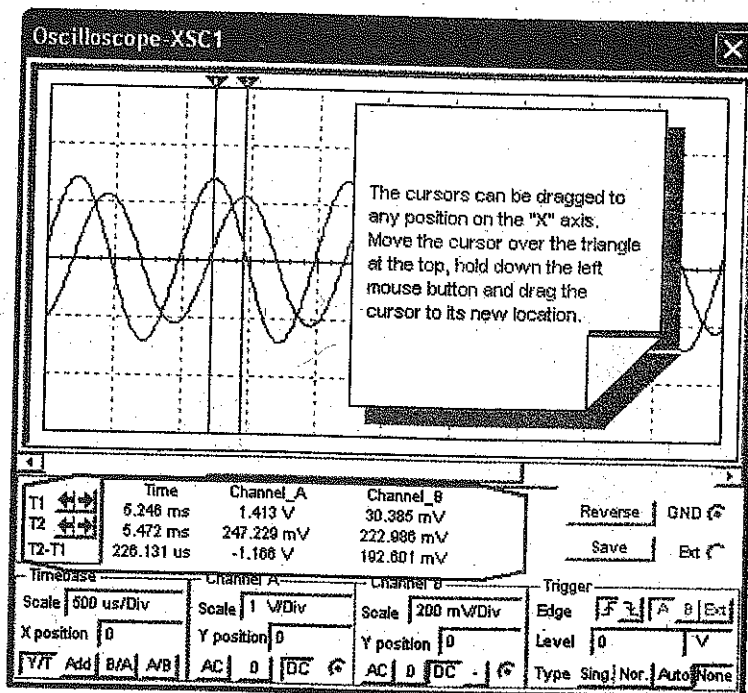 Oscilloscope-XSC1
The cursors can be dragged to
any position on the "X" axis.
Move the cursor over the triangle
at the top, hold down the left
mouse button and drag the
cursor to its new location.
Time Channel_A Channel_B
T1 5.246 ms 1.413 V 30.385 mV
T2 5.472 ms 247.229 mV 222.986 mV
T2-T1 226.131 us -1.166 V 192.601 mV
Reverse GND
Save Ext
Timebase Channel A Channel B Trigger
Scale 500 us/Div Scale 1 V/Div Scale 200 mV/Div Edge A B Ext
X position 0 Y position 0 Y position 0 Level 0 V
Y/T Add B/A A/B AC 0 DC AC 0 DC - Type Sing. Nor. Auto None